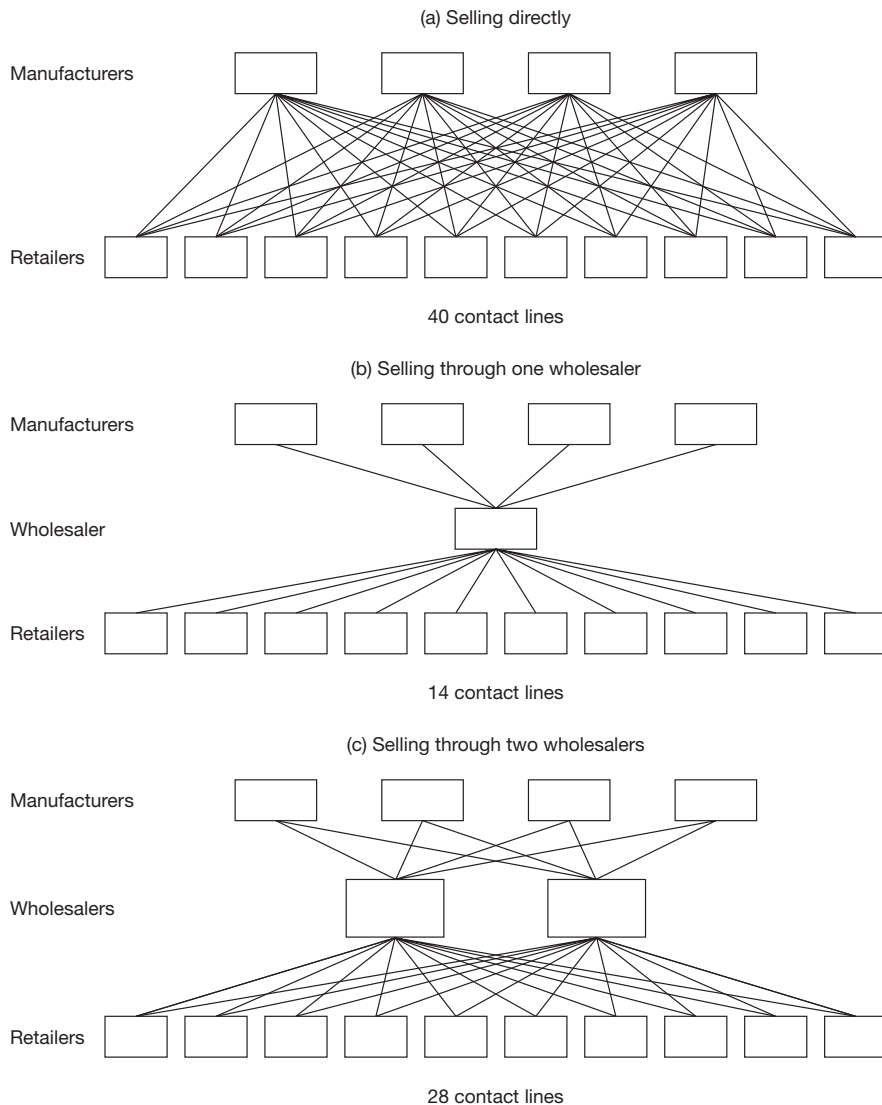 (a) Selling directly
Manufacturers
Retailers
40 contact lines
(b) Selling through one wholesaler
Manufacturers
Wholesaler
Retailers
14 contact lines
(c) Selling through two wholesalers
Manufacturers
Wholesalers
Retailers
28 contact lines